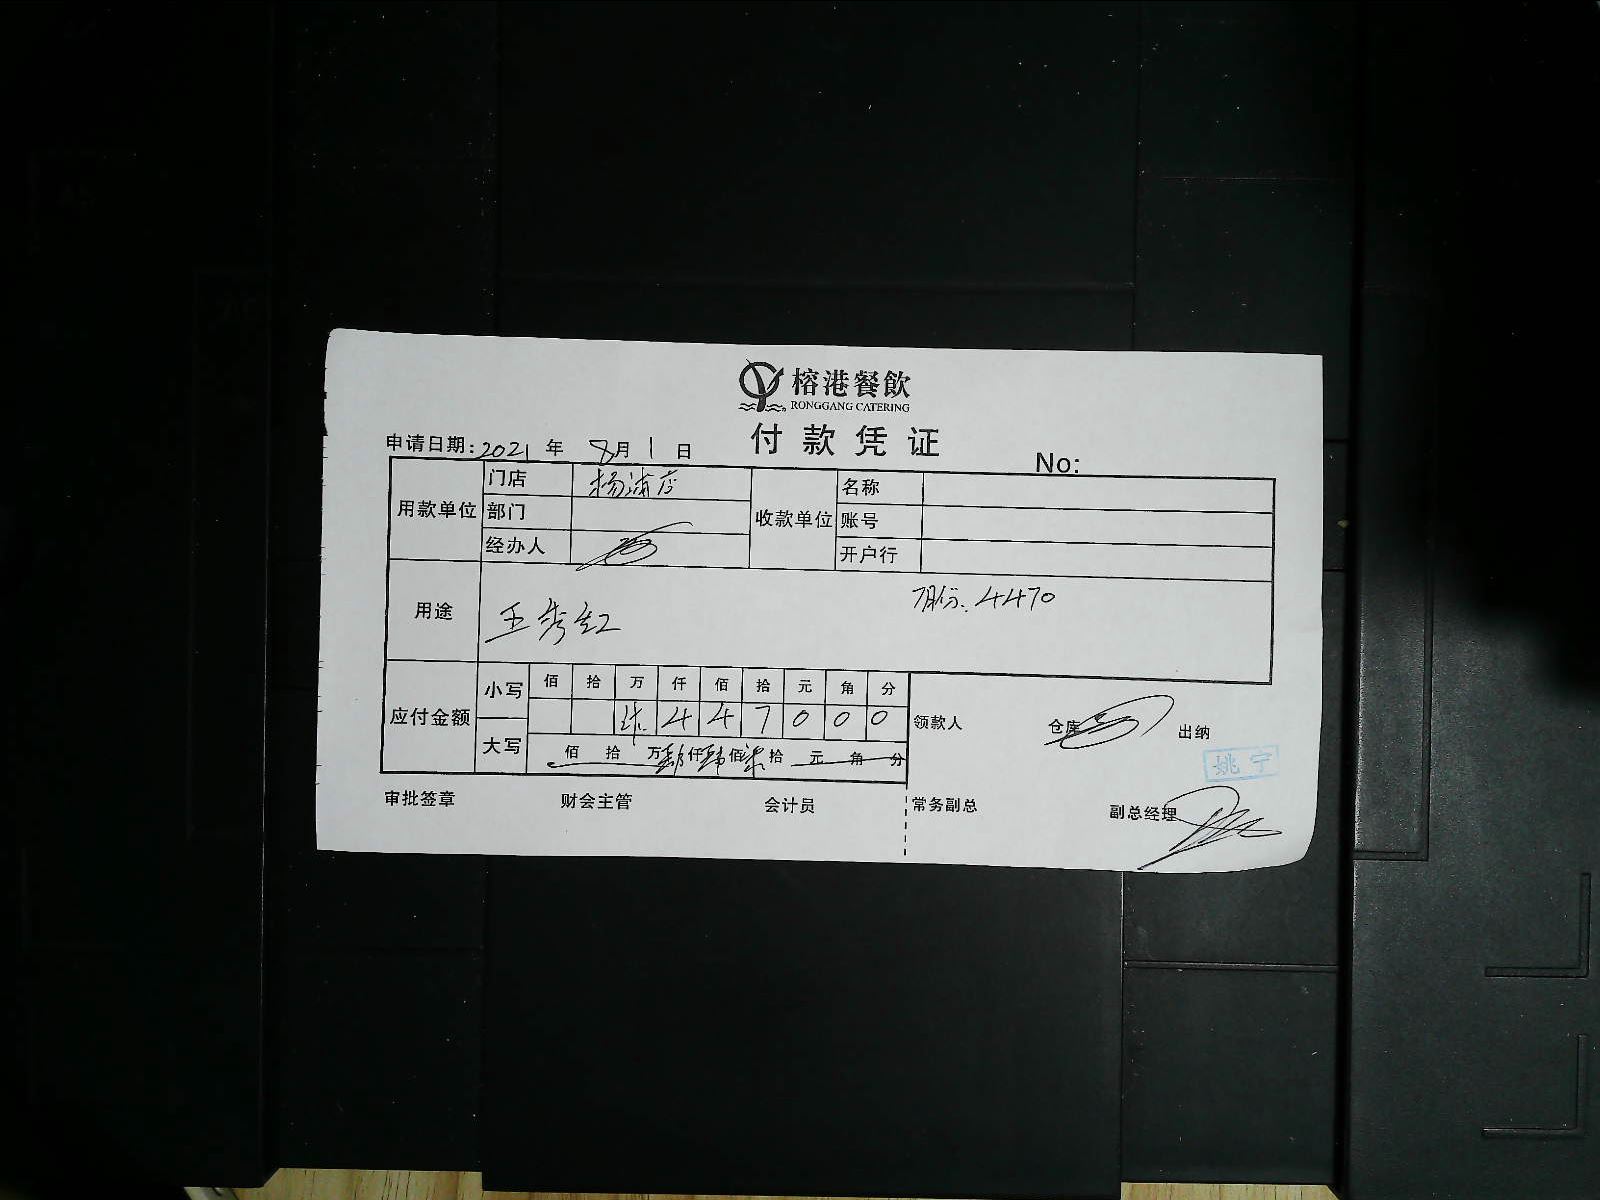 榕港餐飲
RONGGANG CATERING
付款凭证
申请日期:2021年8月1日
No:
用款单位 门店 杨浦店 收款单位 名称
部门 账号
经办人 开户行
用途 王秀红 7月份 4470
应付金额 小写 佰 拾 万 仟 佰 拾 元 角 分
4 4 7 0 0 0
大写 佰 拾 万肆仟肆佰柒拾 元 角 分
领款人 仓库 出纳
姚宁
审批签章 财会主管 会计员 常务副总 副总经理